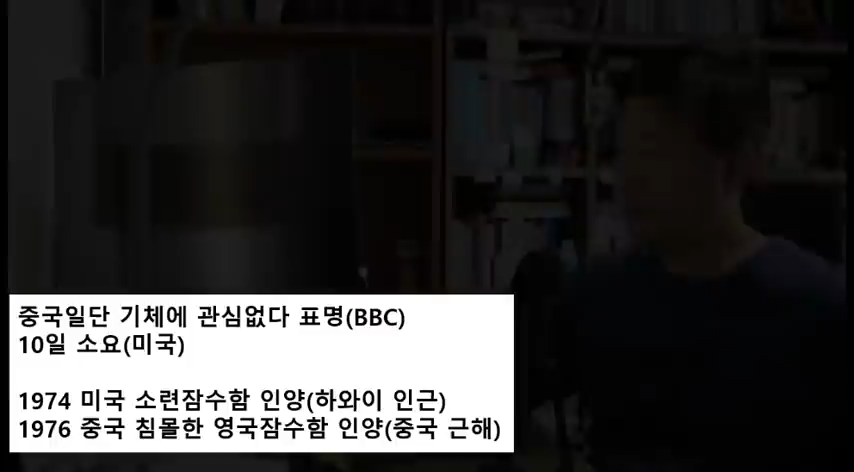 중국일단 기체에 관심없다 표명(BBC)
10일 소요(미국)
1974 미국 소련잠수함 인양(하와이 인근)
1976 중국 침몰한 영국잠수함 인양(중국 근해)